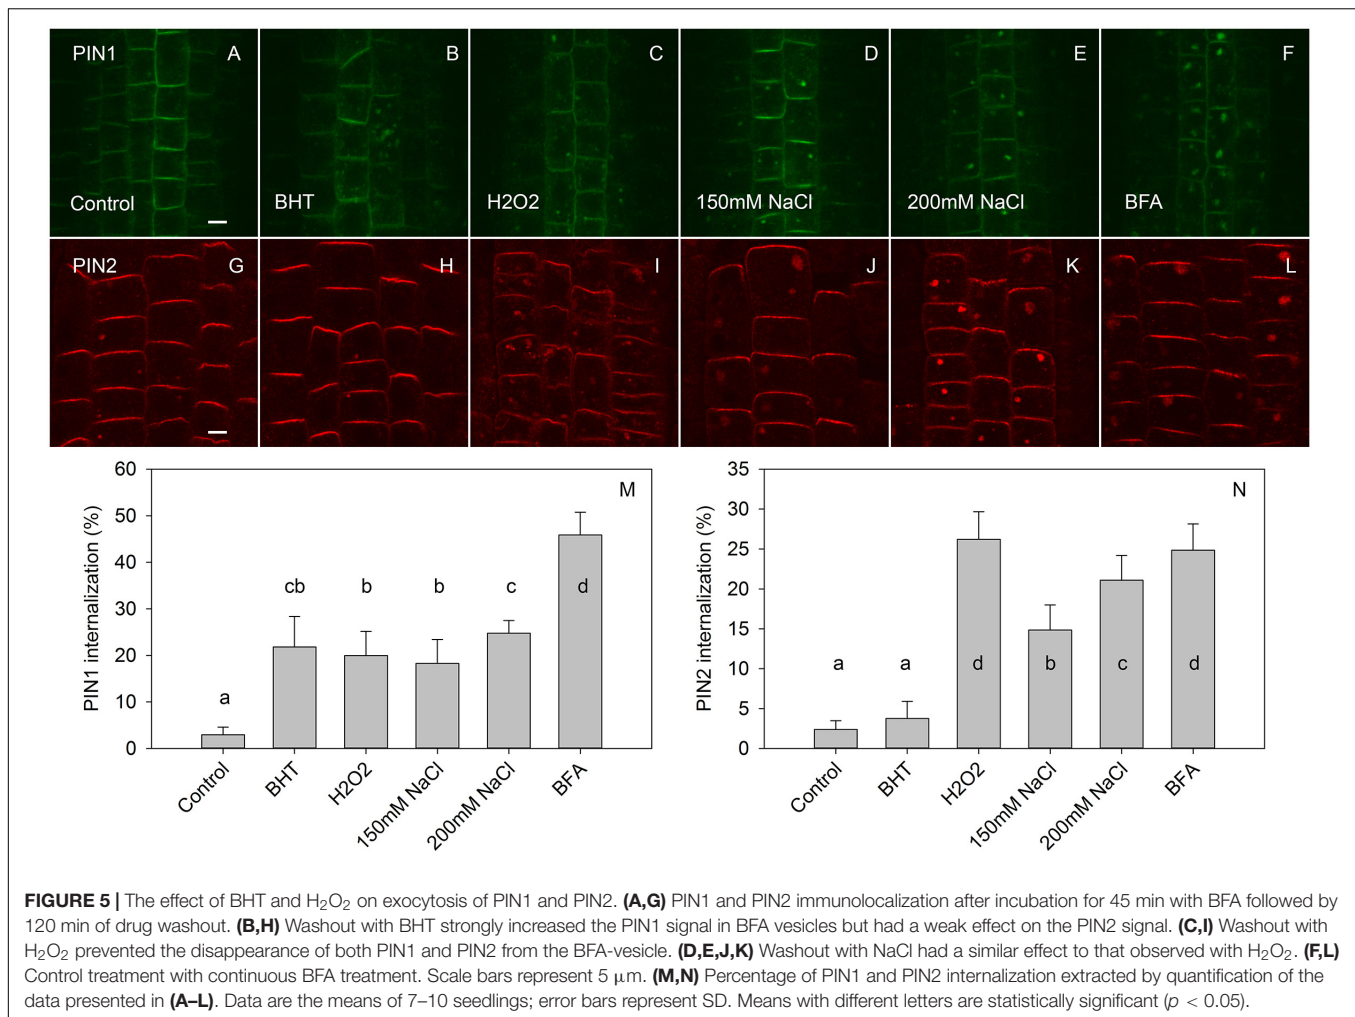 PIN1 A B C D E F
Control BHT H2O2 150mM NaCl 200mM NaCl BFA
PIN2 G H I J K L
60 50 40 30 20 10 0
PIN1 internalization (%)
M
a cb b b c d
Control BHT H2O2 150mM NaCl 200mM NaCl BFA
35 30 25 20 15 10 5 0
PIN2 internalization (%)
N
a a d b c d
Control BHT H2O2 150mM NaCl 200mM NaCl BFA
FIGURE 5 | The effect of BHT and H₂O₂ on exocytosis of PIN1 and PIN2. (A,G) PIN1 and PIN2 immunolocalization after incubation for 45 min with BFA followed by
120 min of drug washout. (B,H) Washout with BHT strongly increased the PIN1 signal in BFA vesicles but had a weak effect on the PIN2 signal. (C,I) Washout with
H₂O₂ prevented the disappearance of both PIN1 and PIN2 from the BFA-vesicle. (D,E,J,K) Washout with NaCl had a similar effect to that observed with H₂O₂. (F,L)
Control treatment with continuous BFA treatment. Scale bars represent 5 μm. (M,N) Percentage of PIN1 and PIN2 internalization extracted by quantification of the
data presented in (A–L). Data are the means of 7–10 seedlings; error bars represent SD. Means with different letters are statistically significant (p < 0.05).